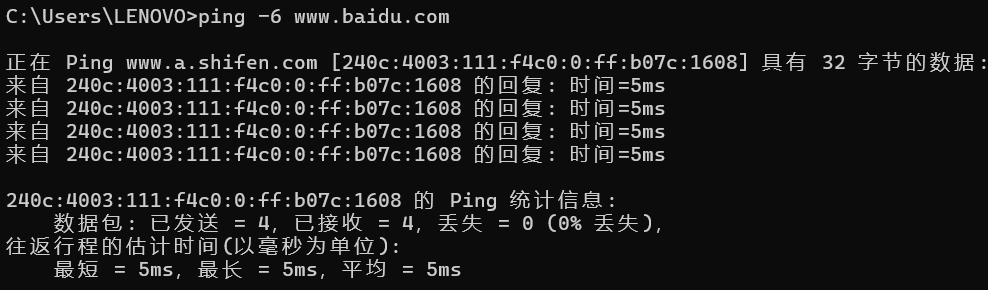 C:\Users\LENOVO>ping -6 www.baidu.com
正在 Ping www.a.shifen.com [240c:4003:111:f4c0:0:ff:b07c:1608] 具有 32 字节的数据:
来自 240c:4003:111:f4c0:0:ff:b07c:1608 的回复: 时间=5ms
来自 240c:4003:111:f4c0:0:ff:b07c:1608 的回复: 时间=5ms
来自 240c:4003:111:f4c0:0:ff:b07c:1608 的回复: 时间=5ms
来自 240c:4003:111:f4c0:0:ff:b07c:1608 的回复: 时间=5ms
240c:4003:111:f4c0:0:ff:b07c:1608 的 Ping 统计信息:
    数据包: 已发送 = 4, 已接收 = 4, 丢失 = 0 (0% 丢失),
往返行程的估计时间(以毫秒为单位):
    最短 = 5ms, 最长 = 5ms, 平均 = 5ms